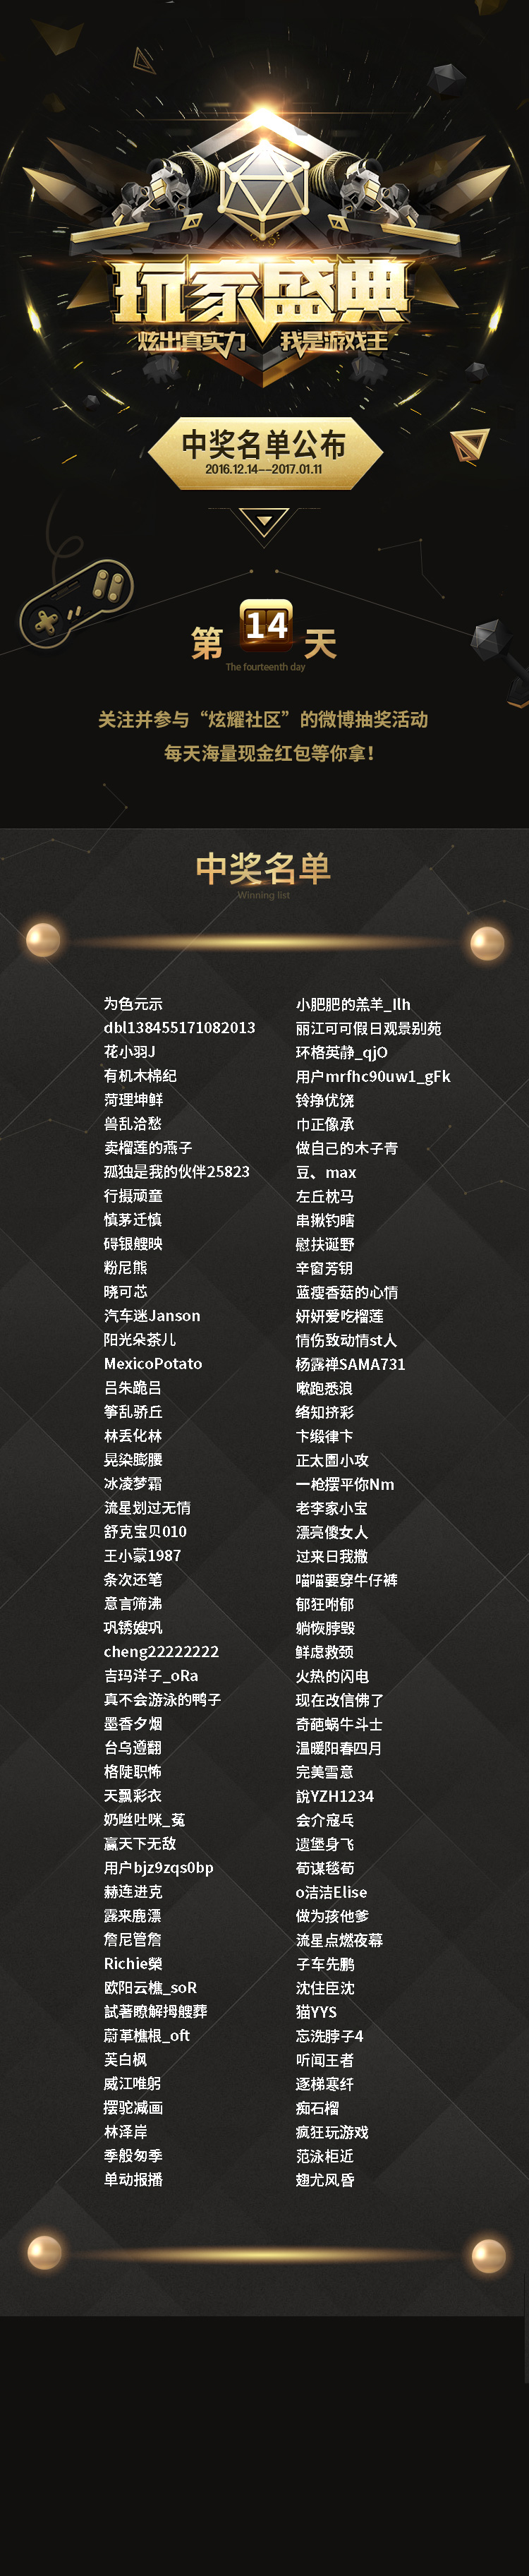 玩家盛典
炫出真实力 我是游戏王
中奖名单公布
2016.12.14--2017.01.11
第 14 天
The fourteenth day
关注并参与“炫耀社区”的微博抽奖活动
每天海量现金红包等你拿！
中奖名单
Winning list
为色元示 小肥肥的羔羊_llh
dbl138455171082013 丽江可可假日观景别苑
花小羽J 环格英静_qjO
有机木棉纪 用户mrfhc90uw1_gFk
菏理坤鲜 铃挣优饶
兽乱洽愁 巾正像承
卖榴莲的燕子 做自己的木子青
孤独是我的伙伴25823 豆、max
行摄顽童 左丘枕马
慎茅迁慎 串揪钓瞎
碍银艘映 慰扶诞野
粉尼熊 辛窗芳钥
晓可芯 蓝瘦香菇的心情
汽车迷Janson 妍妍爱吃榴莲
阳光朵茶儿 情伤致动情st人
MexicoPotato 杨露禅SAMA731
吕朱跪吕 嗽跑悉浪
筝乱骄丘 络知挤彩
林丢化林 卞缎律卞
晃染膨腰 正太圕小攻
冰凌梦霜 一枪摆平你Nm
流星划过无情 老李家小宝
舒克宝贝010 漂亮傻女人
王小蒙1987 过来日我撒
条次还笔 喵喵要穿牛仔裤
意言筛沸 郁狂咐郁
巩锈嫂巩 躺恢脖毁
cheng22222222 鲜虑救颈
吉玛洋子_oRa 火热的闪电
真不会游泳的鸭子 现在改信佛了
墨香夕烟 奇葩蜗牛斗士
台乌遵翻 温暖阳春四月
格陡职怖 完美雪意
天飘彩衣 說YZH1234
奶咝吐咪_菟 会介寇乓
赢天下无敌 遗堡身飞
用户bjz9zqs0bp 荀谋毯荀
赫连进克 o洁洁Elise
露来鹿漂 做为孩他爹
詹尼管詹 流星点燃夜幕
Richie榮 子车先鹏
欧阳云樵_soR 沈住臣沈
試著瞭解拇艘葬 猫YYS
蔚革樵根_oft 忘洗脖子4
芙白枫 听闻王者
威江唯躬 逐梯寒纤
摆驼减画 痴石榴
林泽岸 疯狂玩游戏
季般匆季 范泳柜近
单动报播 翅尤风昏